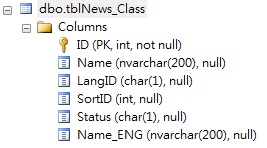 dbo.tblNews_Class
Columns
ID (PK, int, not null)
Name (nvarchar(200), null)
LangID (char(1), null)
SortID (int, null)
Status (char(1), null)
Name_ENG (nvarchar(200), null)